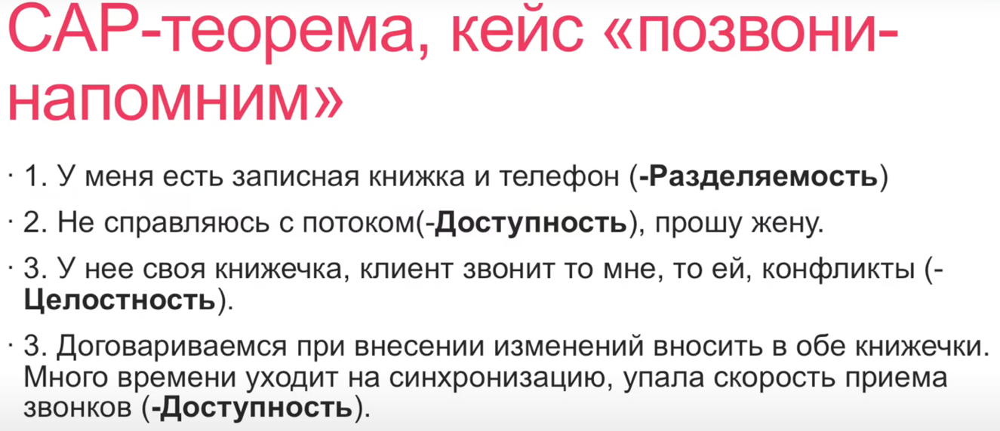 CAP-теорема, кейс «позвони-
напомним»
· 1. У меня есть записная книжка и телефон (-Разделяемость)
· 2. Не справляюсь с потоком(-Доступность), прошу жену.
· 3. У нее своя книжечка, клиент звонит то мне, то ей, конфликты (-
Целостность).
· 3. Договариваемся при внесении изменений вносить в обе книжечки.
Много времени уходит на синхронизацию, упала скорость приема
звонков (-Доступность).